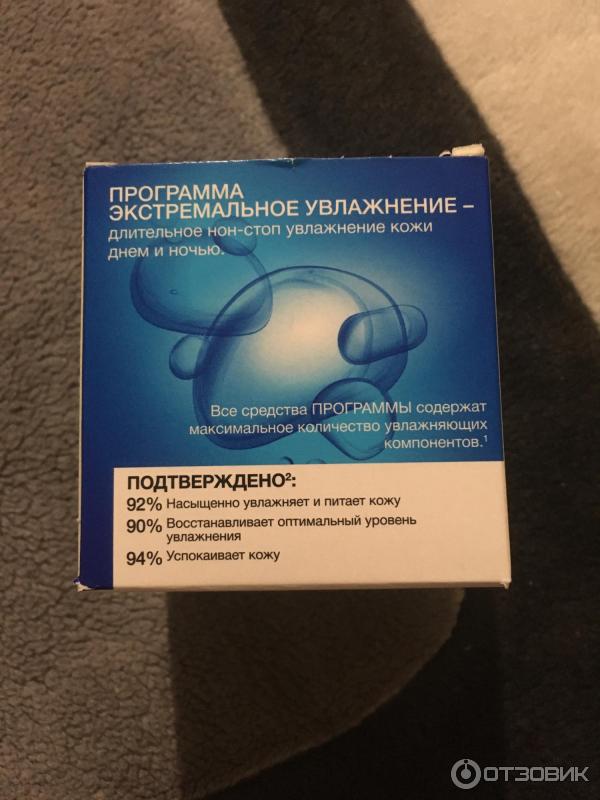 ПРОГРАММА
ЭКСТРЕМАЛЬНОЕ УВЛАЖНЕНИЕ –
длительное нон-стоп увлажнение кожи
днем и ночью.
Все средства ПРОГРАММЫ содержат
максимальное количество увлажняющих
компонентов.¹
ПОДТВЕРЖДЕНО²:
92% Насыщенно увлажняет и питает кожу
90% Восстанавливает оптимальный уровень
увлажнения
94% Успокаивает кожу
ОТЗОВИК